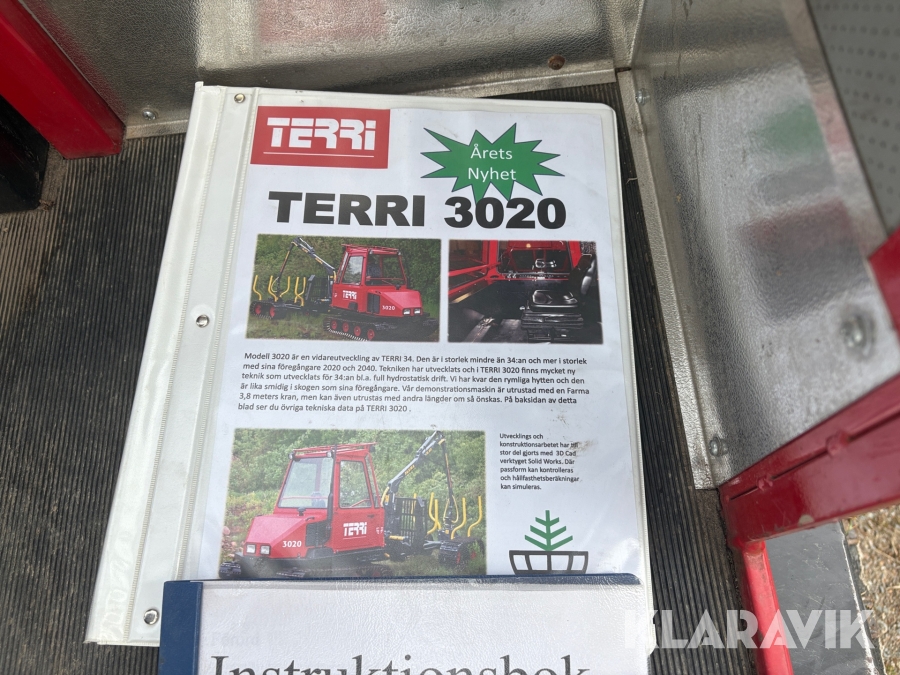 TERRI
Årets
Nyhet
TERRI 3020
TERRI
3020
Modell 3020 är en vidareutveckling av TERRI 34. Den är i storlek mindre än 34:an och mer i storlek
med sina föregångare 2020 och 2040. Tekniken har utvecklats och i TERRI 3020 finns mycket ny
teknik som utvecklats för 34:an bl.a. full hydrostatisk drift. Vi har kvar den rymliga hytten och den
är lika smidig i skogen som sina föregångare. Vår demonstrationsmaskin är utrustad med en Farma
3,8 meters kran, men kan även utrustas med andra längder om så önskas. På baksidan av detta
blad ser du övriga tekniska data på TERRI 3020 .
Utvecklings och
konstruktionsarbetet har till
stor del gjorts med 3D Cad
verktyget Solid Works. Där
passform kan kontrolleras
och hållfasthetsberäkningar
kan simuleras.
TERRI
3020
Instruktionsbok
KLARAVIK